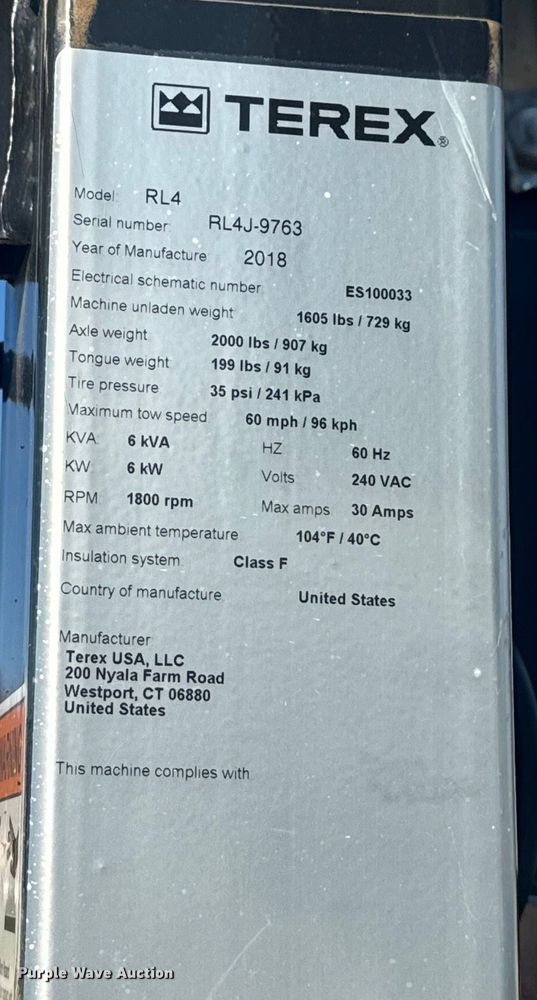 TEREX®
Model RL4
Serial number RL4J-9763
Year of Manufacture 2018
Electrical schematic number ES100033
Machine unladen weight 1605 lbs / 729 kg
Axle weight 2000 lbs / 907 kg
Tongue weight 199 lbs / 91 kg
Tire pressure 35 psi / 241 kPa
Maximum tow speed 60 mph / 96 kph
KVA 6 kVA HZ 60 Hz
KW 6 kW Volts 240 VAC
RPM 1800 rpm Max amps 30 Amps
Max ambient temperature 104°F / 40°C
Insulation system Class F
Country of manufacture United States
Manufacturer
Terex USA, LLC
200 Nyala Farm Road
Westport, CT 06880
United States
This machine complies with
Purple Wave Auction